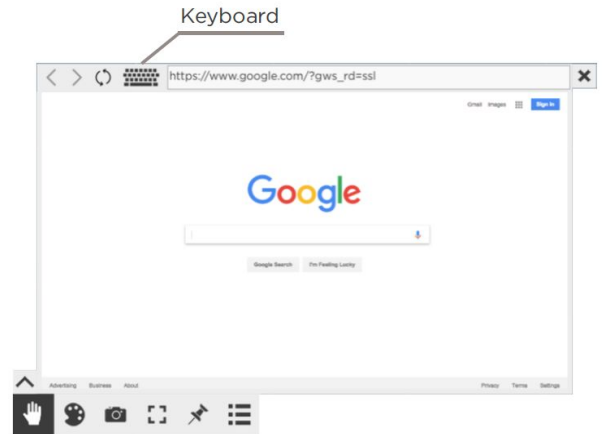 Keyboard
https://www.google.com/?gws_rd=ssl
Gmail Images Sign in
Google
Google Search I'm Feeling Lucky
Advertising Business About Privacy Terms Settings